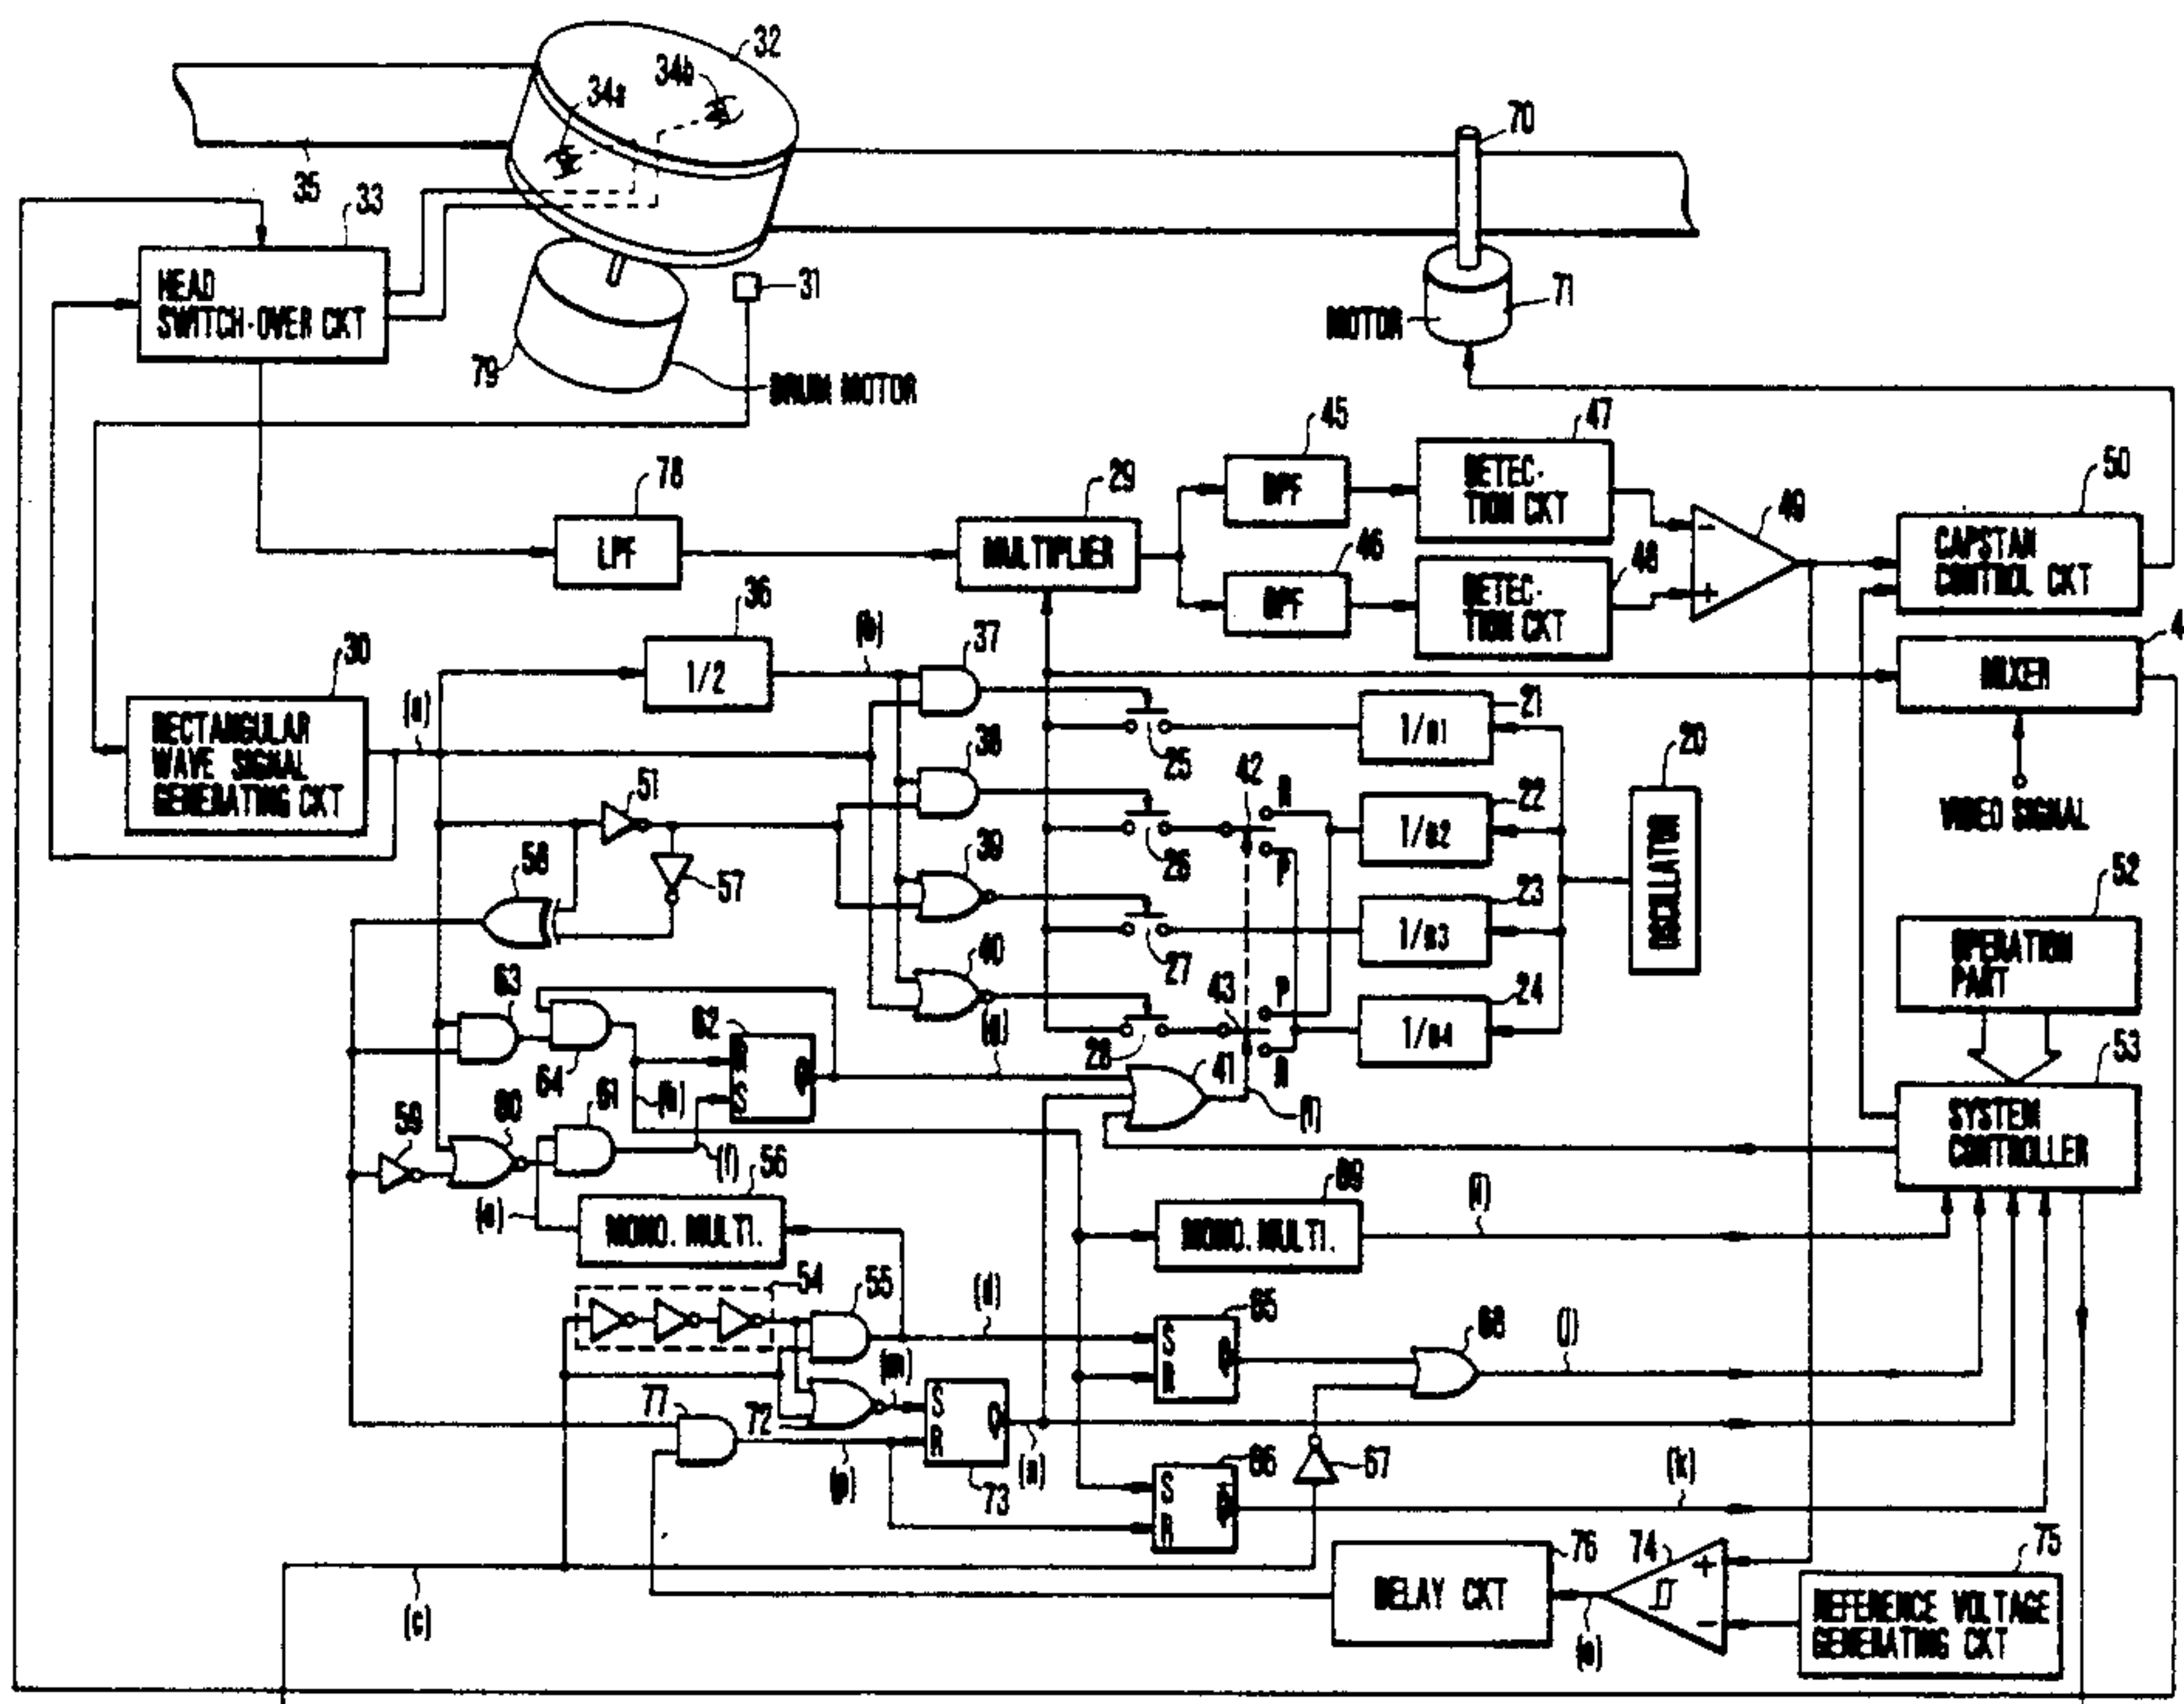 32
34b
34a
70
35
33
31
71
HEAD
SWITCH-OVER CKT
MOTOR
79
DRUM MOTOR
45
47
78
29
BPF
DETEC-
TION CKT
49
50
LPF
MULTIPLIER
-
CAPSTAN
CONTROL CKT
46
48
36
BPF
DETEC-
TION CKT
+
(b)
37
4
30
1/2
MIXER
(a)
21
RECTANGULAR
WAVE SIGNAL
GENERATING CKT
1/n1
20
38
25
51
42
R
22
1/n2
VIDEO SIGNAL
58
57
39
26
P
OSCILLATOR
23
52
1/n3
27
OPERATION
PART
63
40
P
24
43
62
(g)
1/n4
R
28
R
Q
41
53
64
(h)
S
SYSTEM
CONTROLLER
59
60
61
(l)
(f)
56
69
(e)
MONO. MULTI.
MONO. MULTI.
(i)
54
55
(d)
65
68
(j)
S
Q
R
(m)
77
72
S
Q
R
(p)
73
(n)
66
67
(k)
S
R
76
74
75
+
(c)
DELAY CKT
-
REFERENCE VOLTAGE
GENERATING CKT
(o)